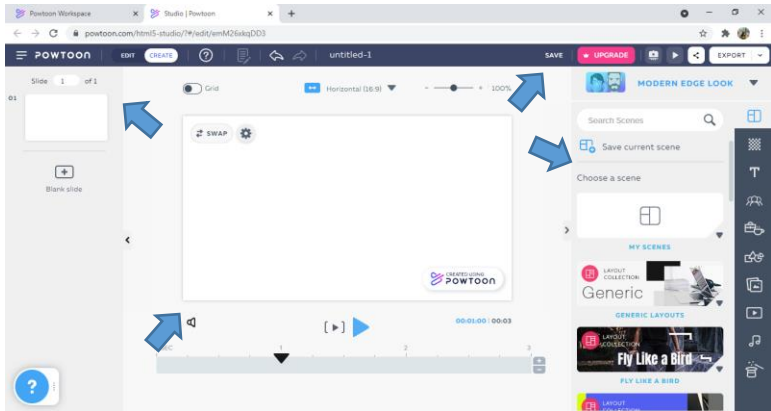 Powtoon Workspace
Studio | Powtoon
powtoon.com/html5-studio/?#/edit/emM26xkqDD3
POWTOON EDIT CREATE untitled-1 SAVE UPGRADE EXPORT
Slide 1 of 1
01
Blank slide
Grid
Horizontal (16:9)
100%
SWAP
CREATED USING
POWTOON
00:01:00 00:03
1 2 3
?
MODERN EDGE LOOK
Search Scenes
Save current scene
Choose a scene
MY SCENES
LAYOUT
COLLECTION
Generic
GENERIC LAYOUTS
LAYOUT
COLLECTION
Fly Like a Bird
FLY LIKE A BIRD
LAYOUT